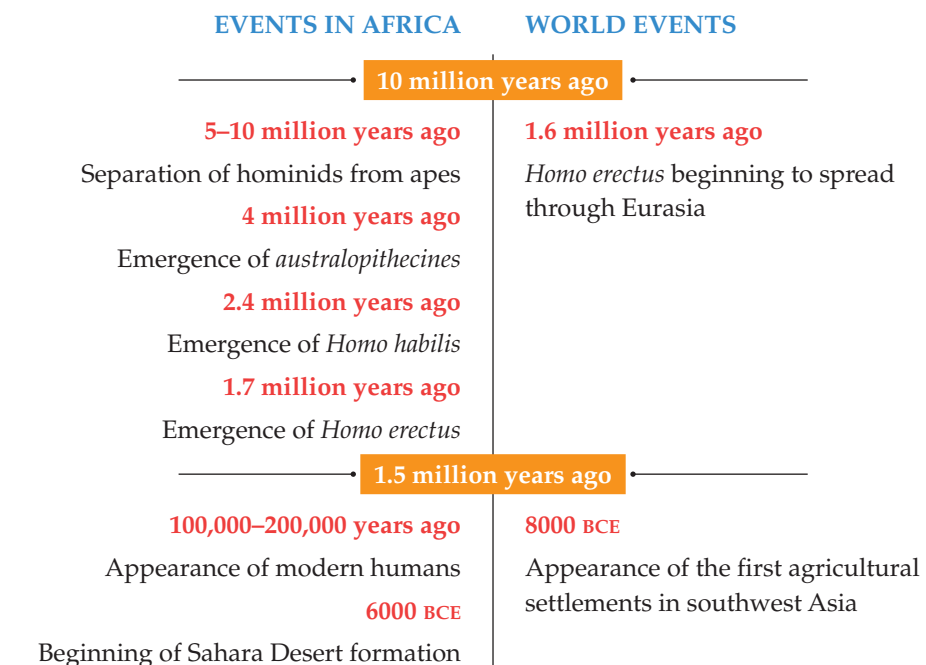 EVENTS IN AFRICA
WORLD EVENTS
10 million years ago
5–10 million years ago
Separation of hominids from apes
4 million years ago
Emergence of australopithecines
2.4 million years ago
Emergence of Homo habilis
1.7 million years ago
Emergence of Homo erectus
1.6 million years ago
Homo erectus beginning to spread
through Eurasia
1.5 million years ago
100,000–200,000 years ago
Appearance of modern humans
6000 BCE
Beginning of Sahara Desert formation
8000 BCE
Appearance of the first agricultural
settlements in southwest Asia